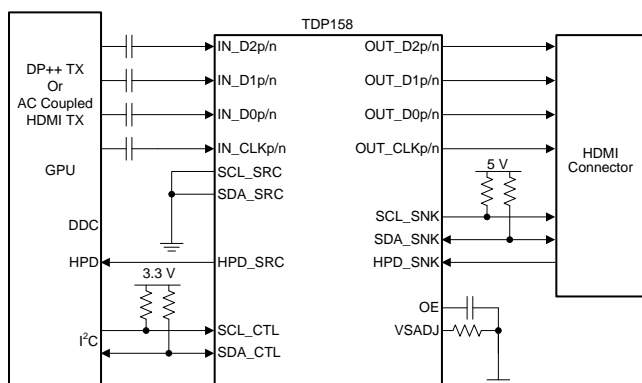 TDP158
DP++ TX
Or
AC Coupled
HDMI TX
GPU
DDC
HPD
I²C
IN_D2p/n
IN_D1p/n
IN_D0p/n
IN_CLKp/n
SCL_SRC
SDA_SRC
HPD_SRC
3.3 V
SCL_CTL
SDA_CTL
OUT_D2p/n
OUT_D1p/n
OUT_D0p/n
OUT_CLKp/n
5 V
SCL_SNK
SDA_SNK
HPD_SNK
OE
VSADJ
HDMI
Connector